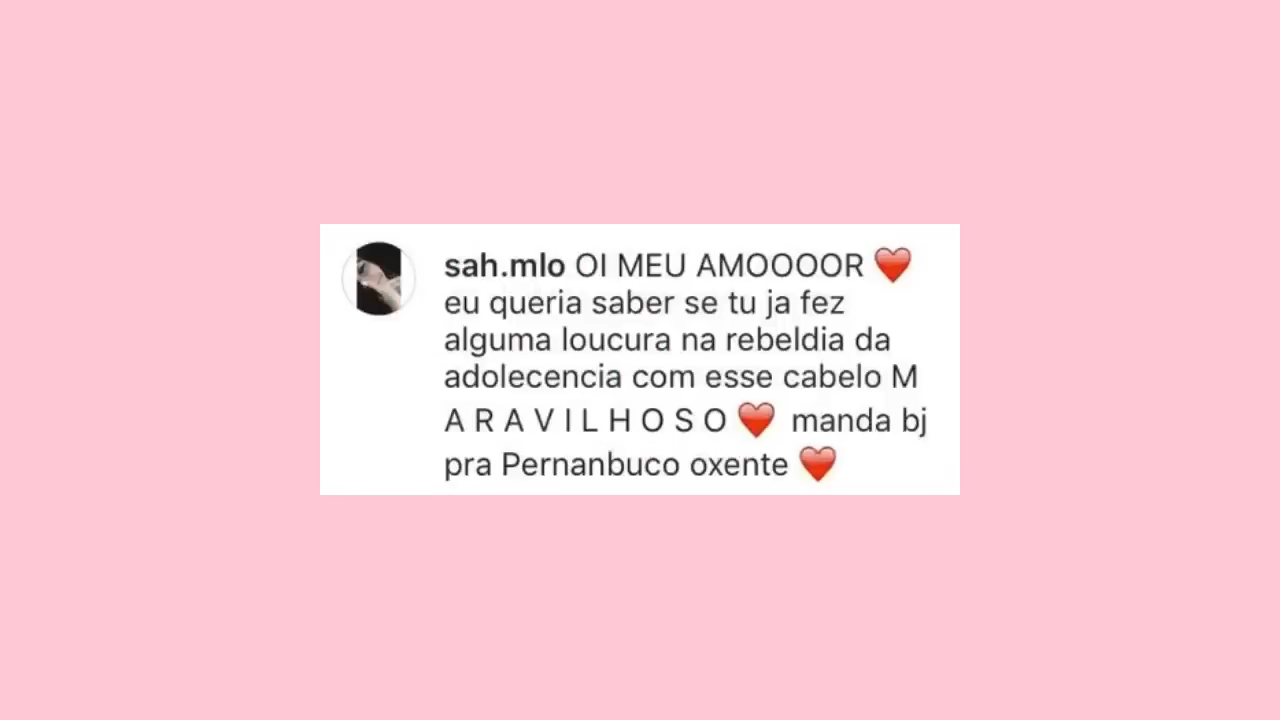 sah.mlo OI MEU AMOOOOR ❤️
eu queria saber se tu ja fez
alguma loucura na rebeldia da
adolecencia com esse cabelo M
A R A V I L H O S O ❤️ manda bj
pra Pernanbuco oxente ❤️